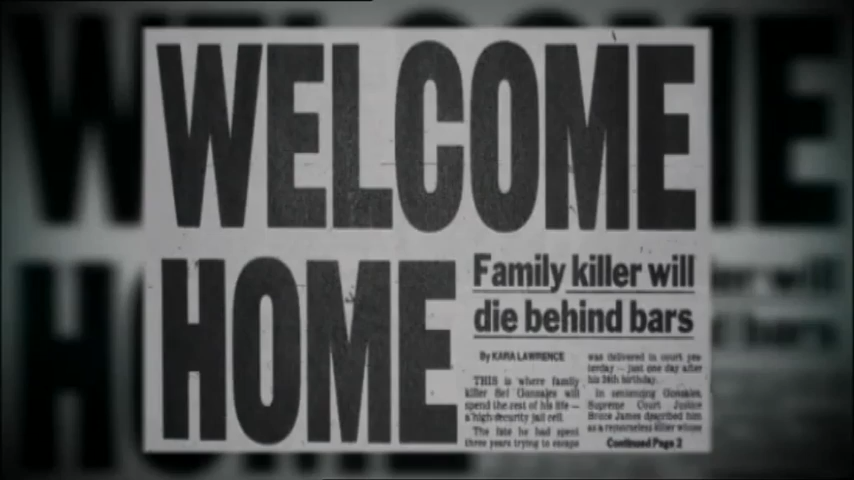 WELCOME
HOME
Family killer will
die behind bars
By KARA LAWRENCE
THIS is where family
killer Sef Gonzales will
spend the rest of his life —
a high-security jail cell.
The fate he had spent
three years trying to escape
was delivered in court yes-
terday — just one day after
his 24th birthday.
In sentencing Gonzales,
Supreme Court Justice
Bruce James described him
as a remorseless killer whose
Continued Page 2